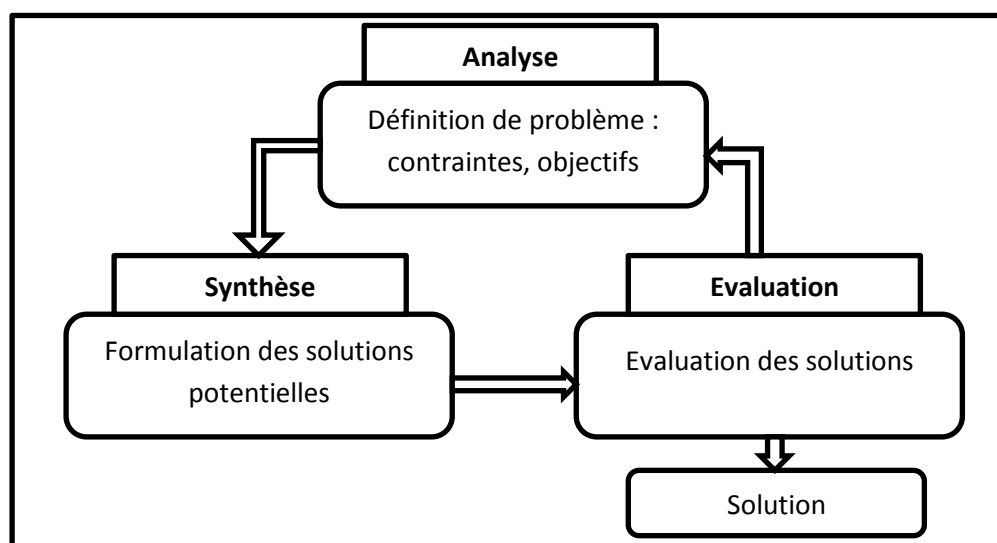 Analyse
Définition de problème :
contraintes, objectifs
Synthèse
Formulation des solutions
potentielles
Evaluation
Evaluation des solutions
Solution